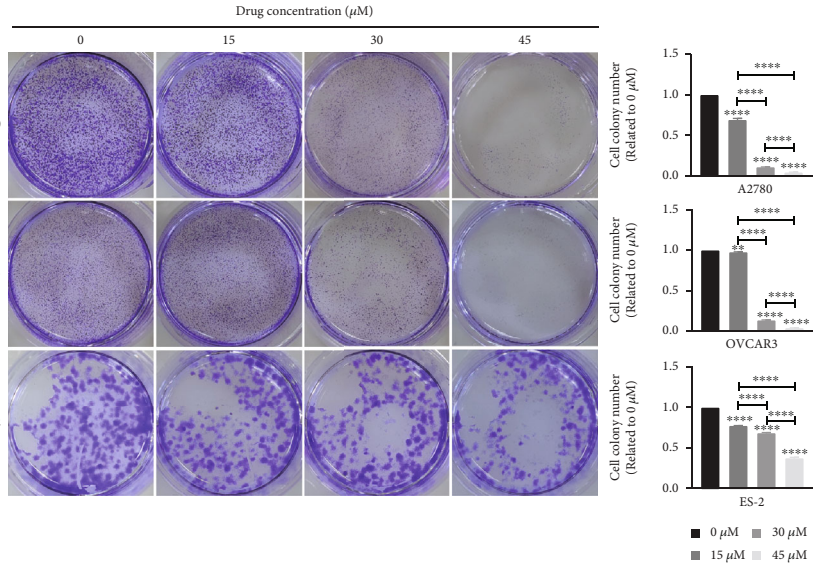 Drug concentration (μM)
0 15 30 45
Cell colony number
(Related to 0 μM)
1.5
1.0
0.5
0.0
****
****
****
****
****
****
A2780
Cell colony number
(Related to 0 μM)
1.5
1.0
0.5
0.0
****
****
**
****
****
****
OVCAR3
Cell colony number
(Related to 0 μM)
1.5
1.0
0.5
0.0
****
****
****
****
****
****
ES-2
0 μM 30 μM
15 μM 45 μM